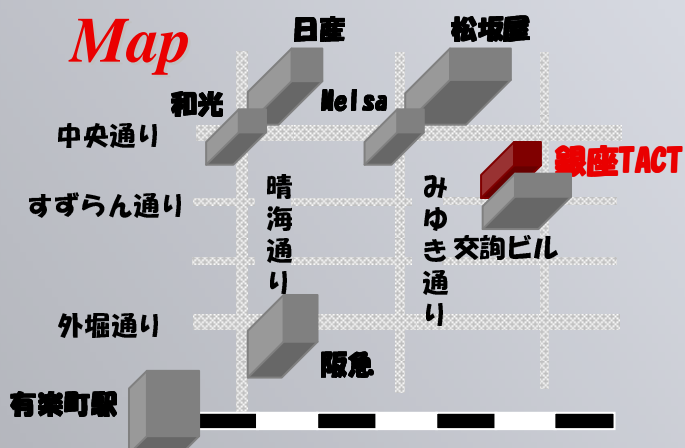 Map
日産
松坂屋
和光
Melsa
中央通り
銀座TACT
すずらん通り
晴海通り
みゆき通り
交詢ビル
外堀通り
阪急
有楽町駅